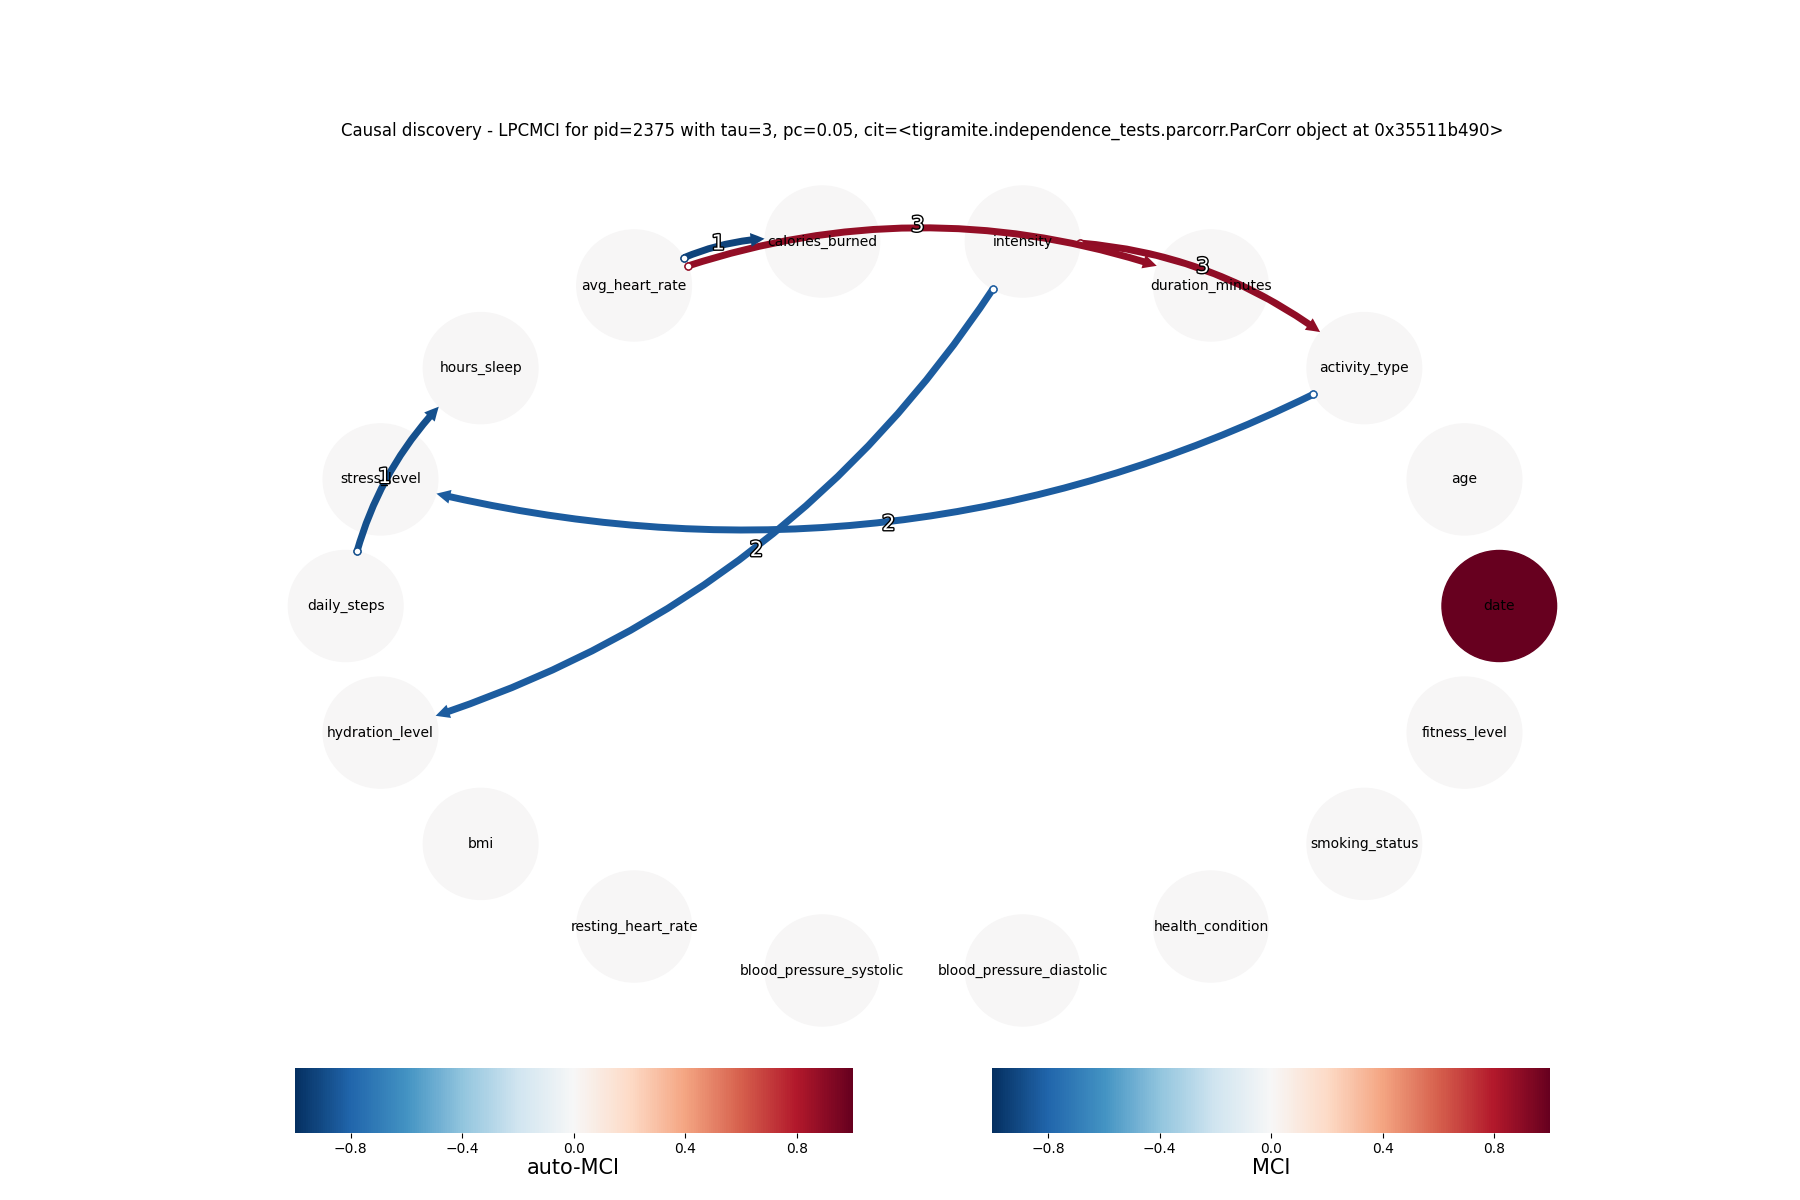 Causal discovery - LPCMCI for pid=2375 with tau=3, pc=0.05, cit=<tigramite.independence_tests.parcorr.ParCorr object at 0x35511b490>
3
1
calories_burned
intensity
3
avg_heart_rate
duration_minutes
hours_sleep
activity_type
1
stress_level
age
2
2
daily_steps
date
hydration_level
fitness_level
bmi
smoking_status
resting_heart_rate
health_condition
blood_pressure_systolic
blood_pressure_diastolic
−0.8 −0.4 0.0 0.4 0.8
auto-MCI
−0.8 −0.4 0.0 0.4 0.8
MCI